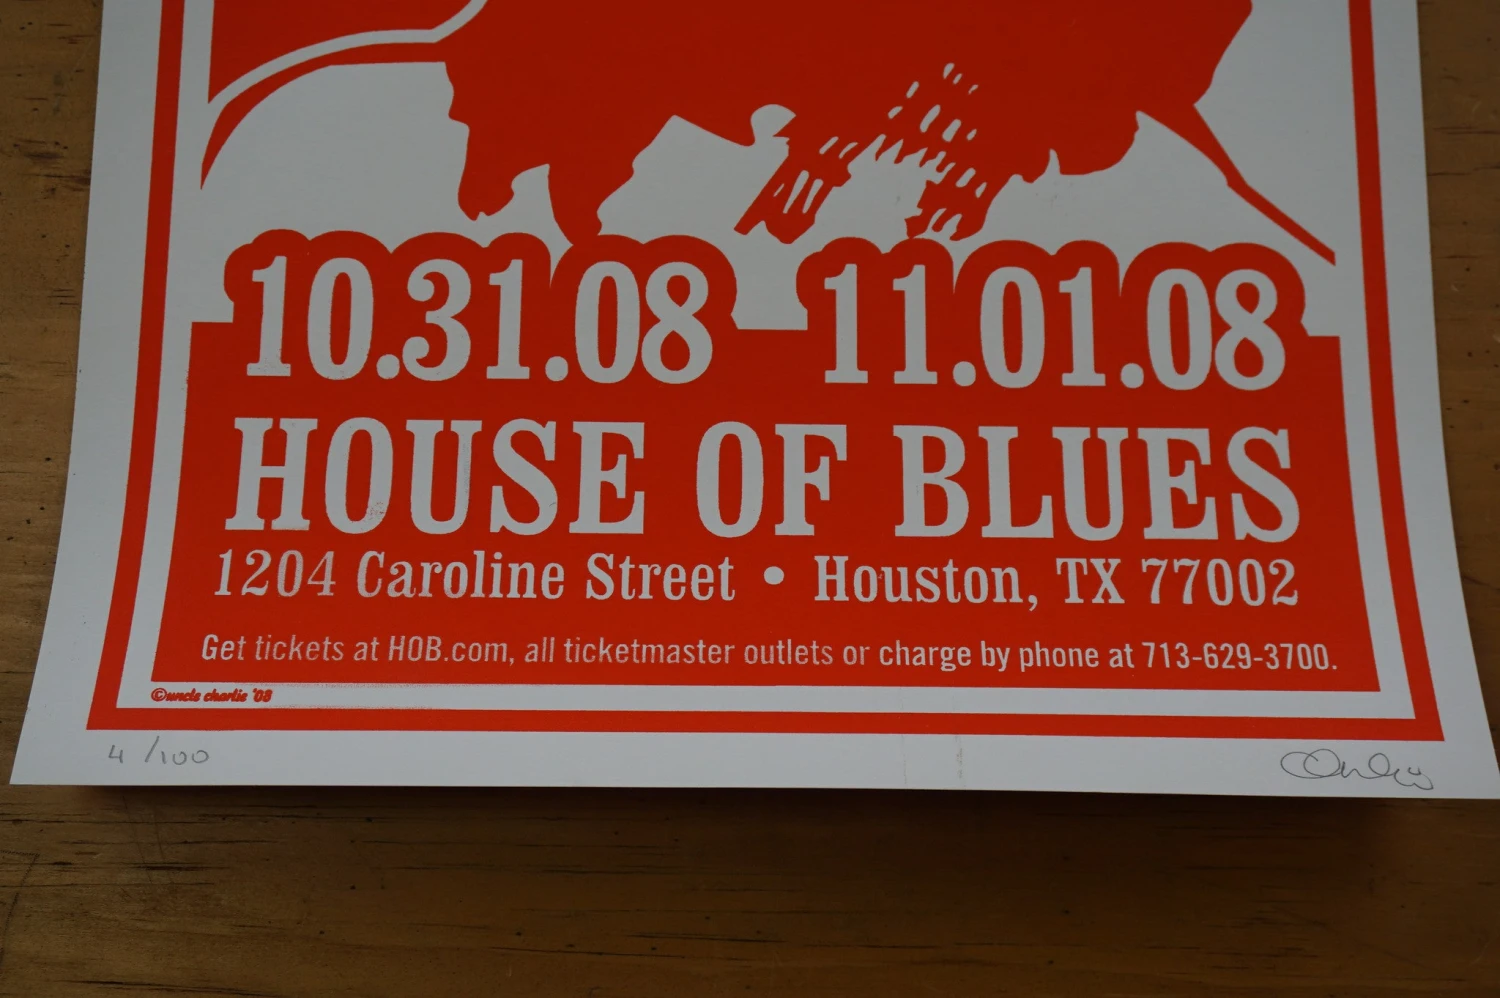 10.31.08 11.01.08
HOUSE OF BLUES
1204 Caroline Street • Houston, TX 77002
Get tickets at HOB.com, all ticketmaster outlets or charge by phone at 713-629-3700.
©uncle charlie '08
4/100